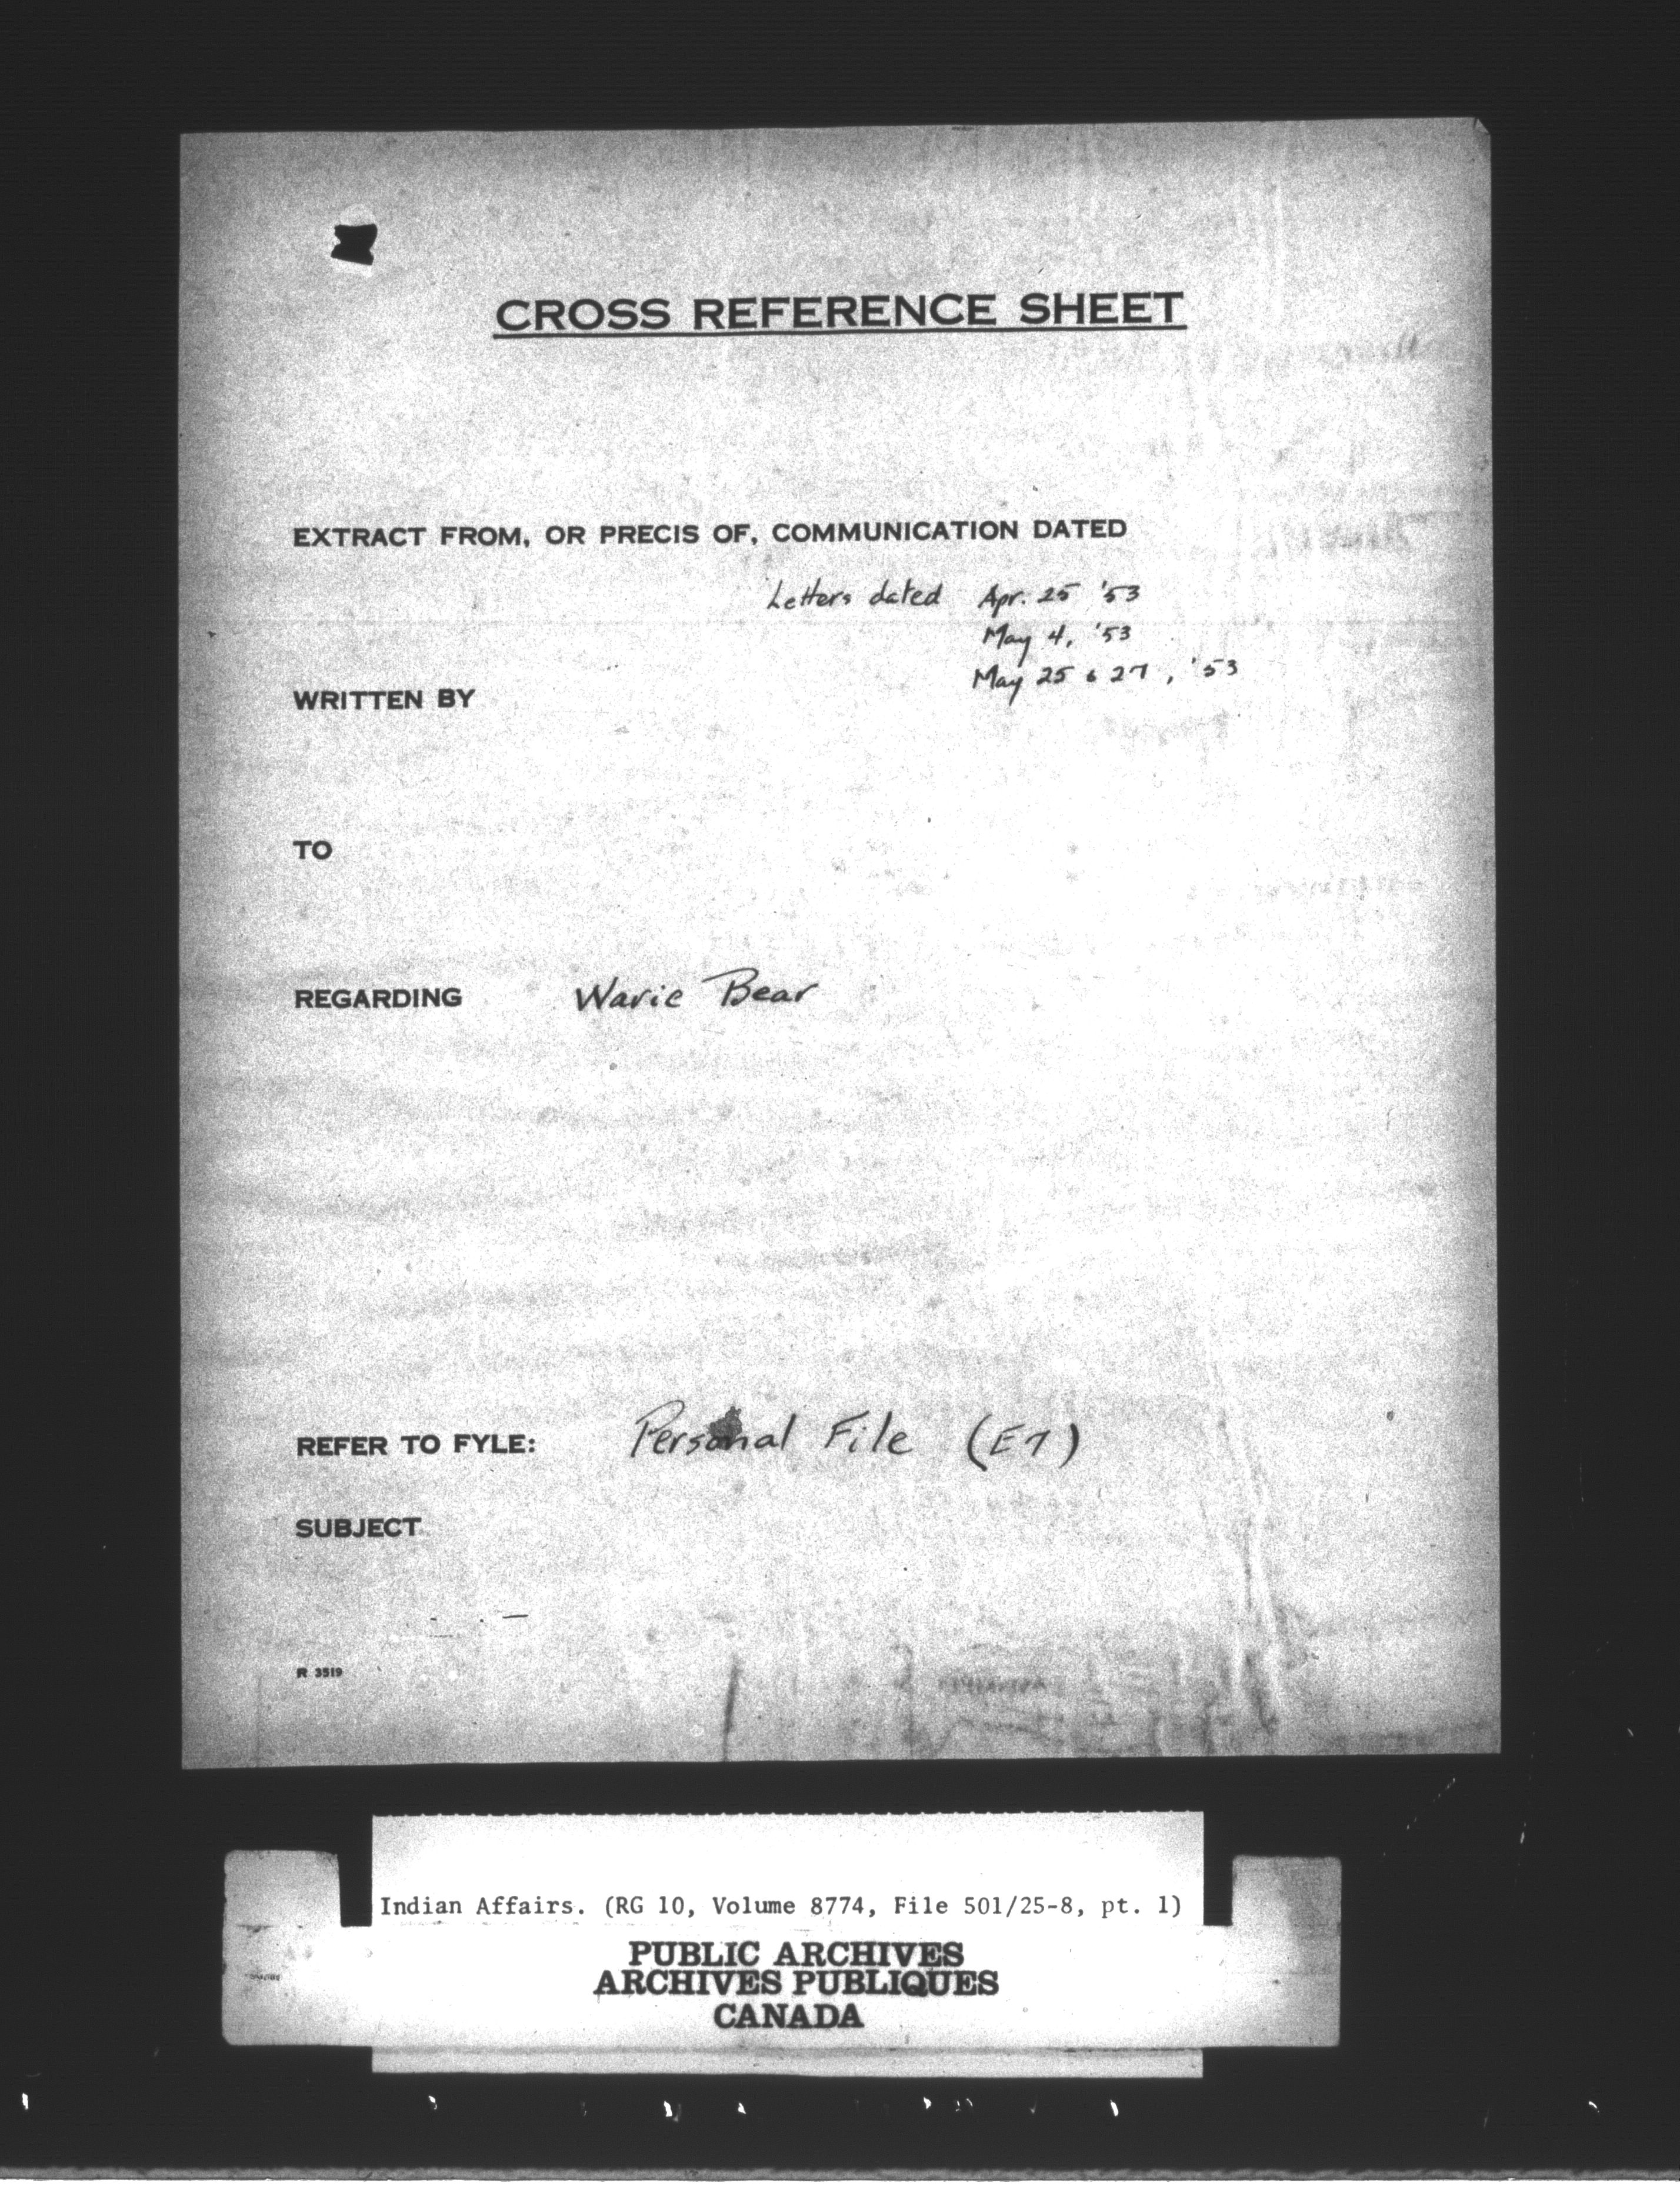 CROSS REFERENCE SHEET
EXTRACT FROM, OR PRECIS OF, COMMUNICATION DATED
Letters dated Apr. 25 '53
May 4, '53
May 25 & 27, '53
WRITTEN BY
TO
REGARDING Waric Bear
REFER TO FYLE: Personal File (E7)
SUBJECT
R 3519
Indian Affairs. (RG 10, Volume 8774, File 501/25-8, pt. 1)
PUBLIC ARCHIVES
ARCHIVES PUBLIQUES
CANADA